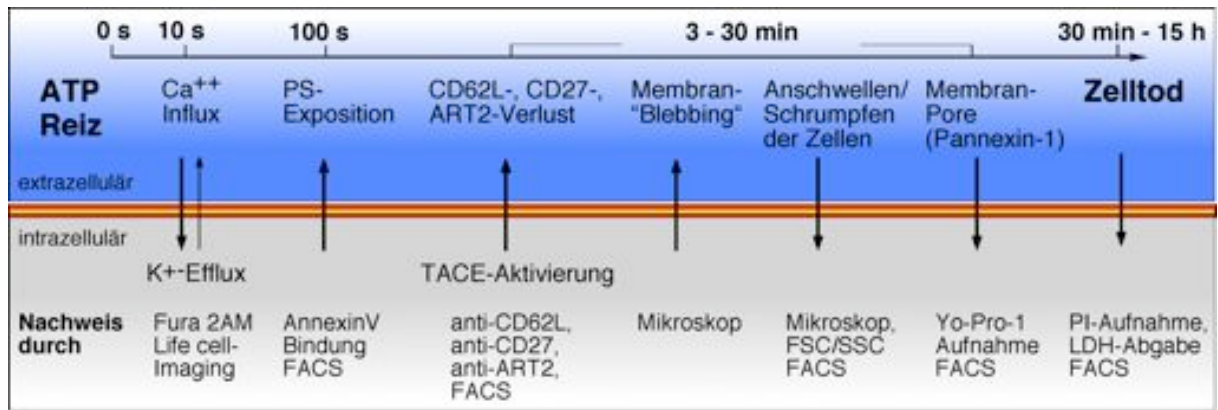 0 s 10 s 100 s 3 - 30 min 30 min - 15 h
ATP Reiz
Ca++ Influx
PS-Exposition
CD62L-, CD27-,
ART2-Verlust
Membran-
"Blebbing"
Anschwellen/
Schrumpfen
der Zellen
Membran-
Pore
(Pannexin-1)
Zelltod
extrazellulär
intrazellulär
K+-Efflux
TACE-Aktivierung
Nachweis
durch
Fura 2AM
Life cell-
Imaging
AnnexinV
Bindung
FACS
anti-CD62L,
anti-CD27,
anti-ART2,
FACS
Mikroskop
Mikroskop,
FSC/SSC
FACS
Yo-Pro-1
Aufnahme
FACS
PI-Aufnahme,
LDH-Abgabe
FACS